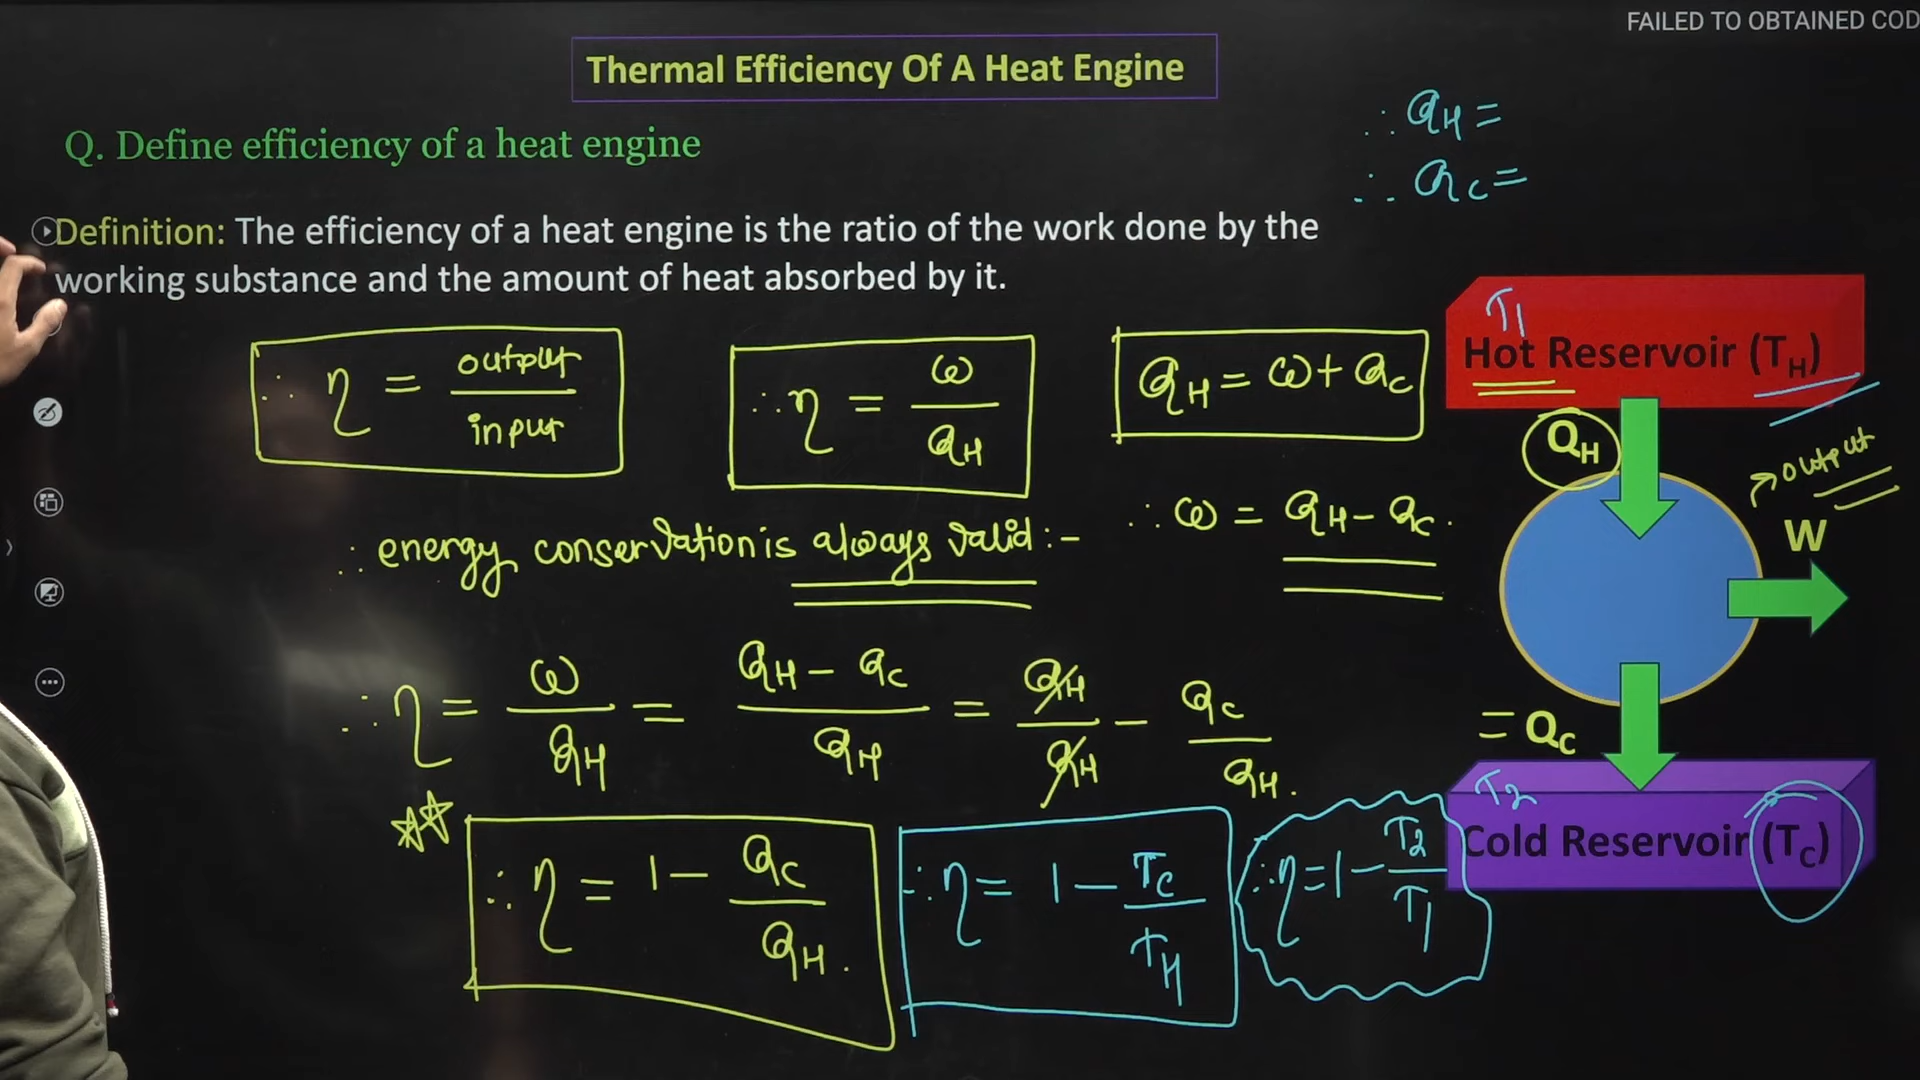 FAILED TO OBTAINED COD
Thermal Efficiency Of A Heat Engine
∴ QH =
Q. Define efficiency of a heat engine
∴ QC =
Definition: The efficiency of a heat engine is the ratio of the work done by the
working substance and the amount of heat absorbed by it.
∴ η = output / input
∴ η = ω / QH
QH = ω + QC
T1
Hot Reservoir (TH)
QH
output
W
∴ energy conservation is always valid :-
∴ ω = QH - QC.
∴ η = ω / QH = QH - QC / QH = QH / QH - QC / QH.
= QC
T2
Cold Reservoir (TC)
∴ η = 1 - QC / QH.
∴ η = 1 - TC / TH
∴ η = 1 - T2 / T1